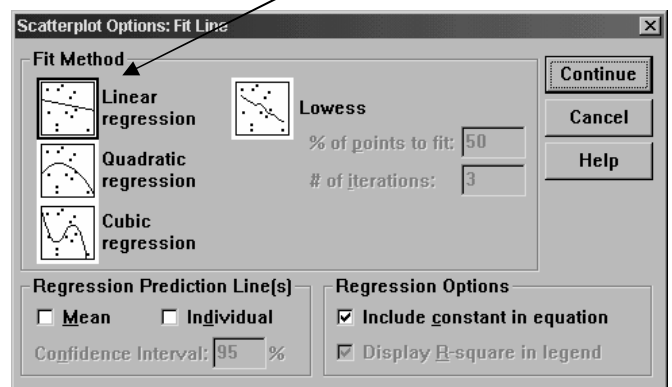 Scatterplot Options: Fit Line
Fit Method
Linear
regression
Quadratic
regression
Cubic
regression
Lowess
% of points to fit: 50
# of iterations: 3
Continue
Cancel
Help
Regression Prediction Line(s)
Mean Individual
Confidence Interval: 95 %
Regression Options
Include constant in equation
Display R-square in legend